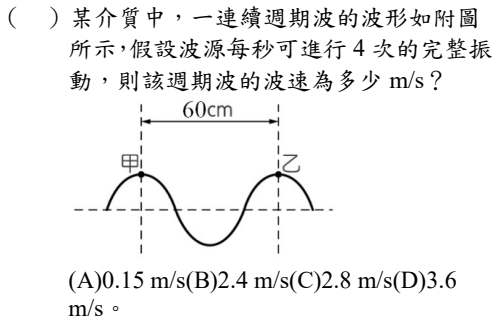 (　)某介質中，一連續週期波的波形如附圖
所示，假設波源每秒可進行 4 次的完整振
動，則該週期波的波速為多少 m/s？
60cm
甲
乙
(A)0.15 m/s(B)2.4 m/s(C)2.8 m/s(D)3.6
m/s。